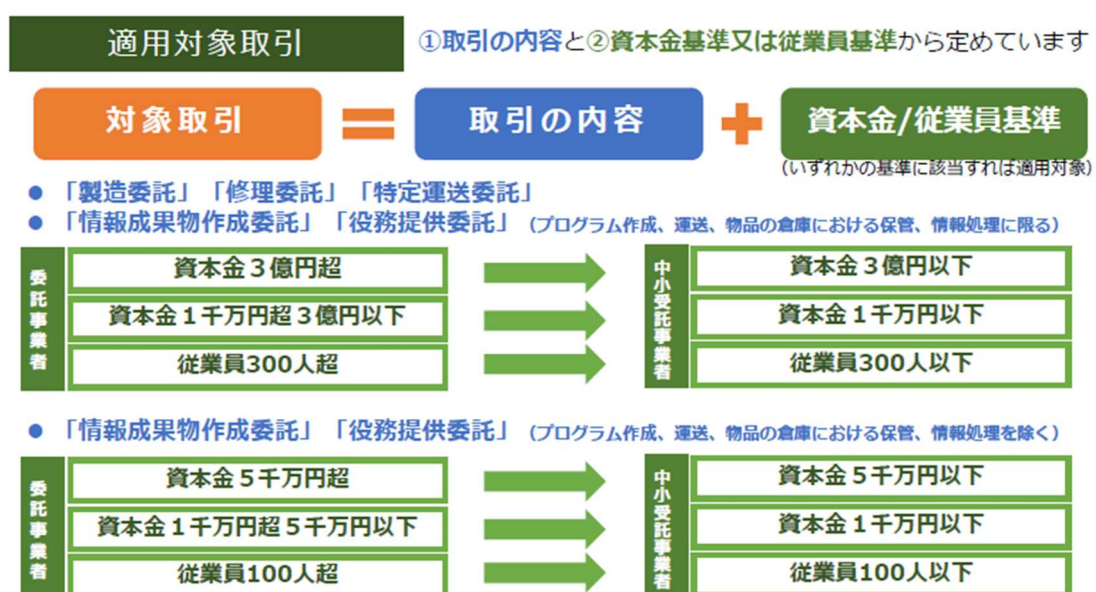 適用対象取引
①取引の内容と②資本金基準又は従業員基準から定めています
対象取引
＝
取引の内容
＋
資本金/従業員基準
（いずれかの基準に該当すれば適用対象）
● 「製造委託」「修理委託」「特定運送委託」
● 「情報成果物作成委託」「役務提供委託」（プログラム作成、運送、物品の倉庫における保管、情報処理に限る）
委託事業者
資本金３億円超
資本金１千万円超３億円以下
従業員300人超
中小受託事業者
資本金３億円以下
資本金１千万円以下
従業員300人以下
● 「情報成果物作成委託」「役務提供委託」（プログラム作成、運送、物品の倉庫における保管、情報処理を除く）
委託事業者
資本金５千万円超
資本金１千万円超５千万円以下
従業員100人超
中小受託事業者
資本金５千万円以下
資本金１千万円以下
従業員100人以下